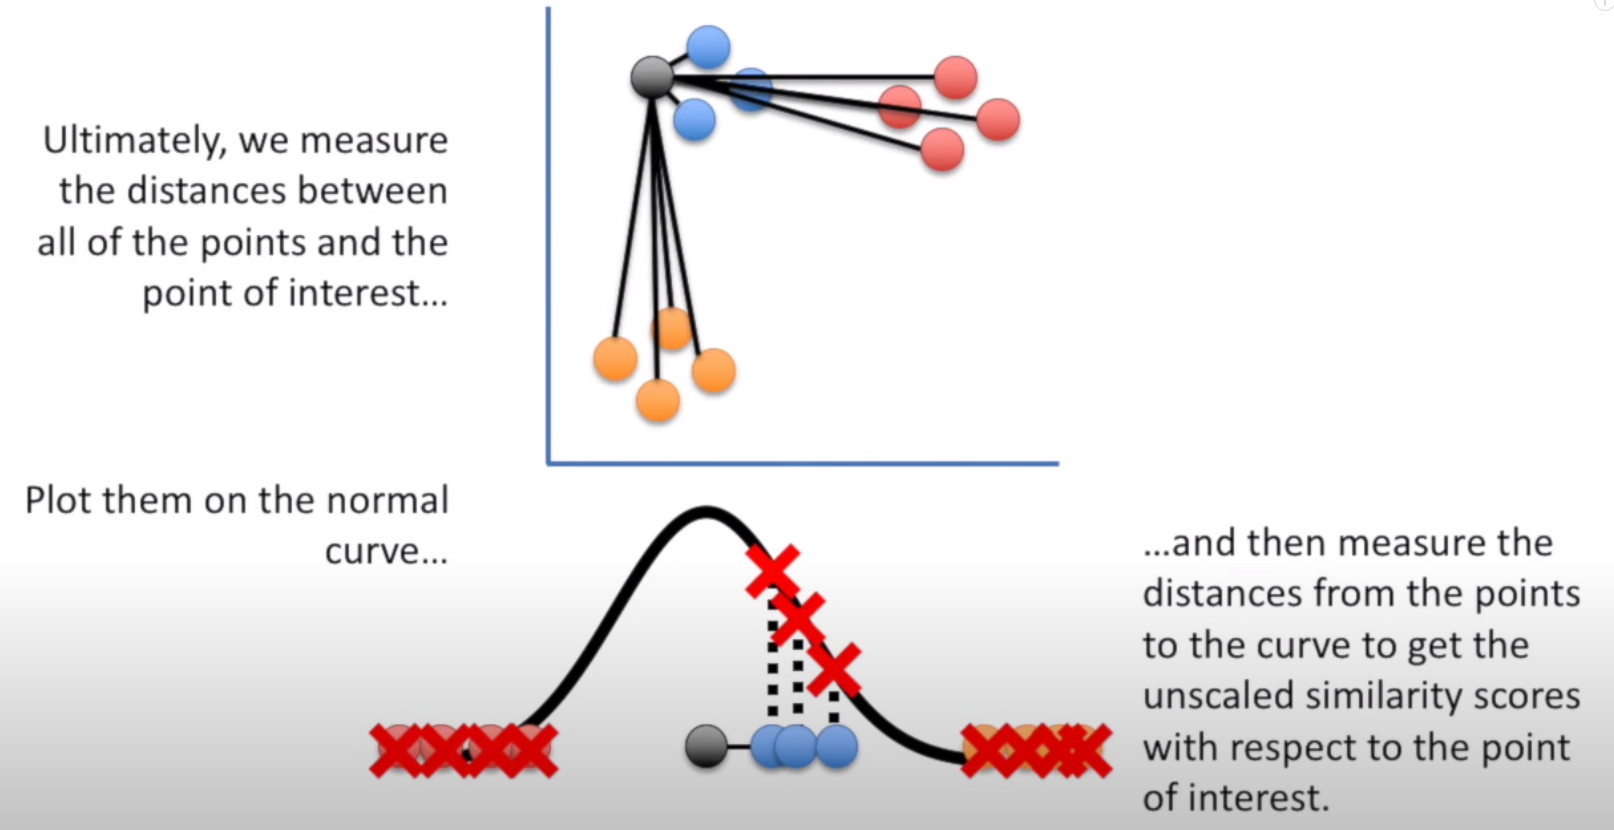 Ultimately, we measure
the distances between
all of the points and the
point of interest...
Plot them on the normal
curve...
...and then measure the
distances from the points
to the curve to get the
unscaled similarity scores
with respect to the point
of interest.